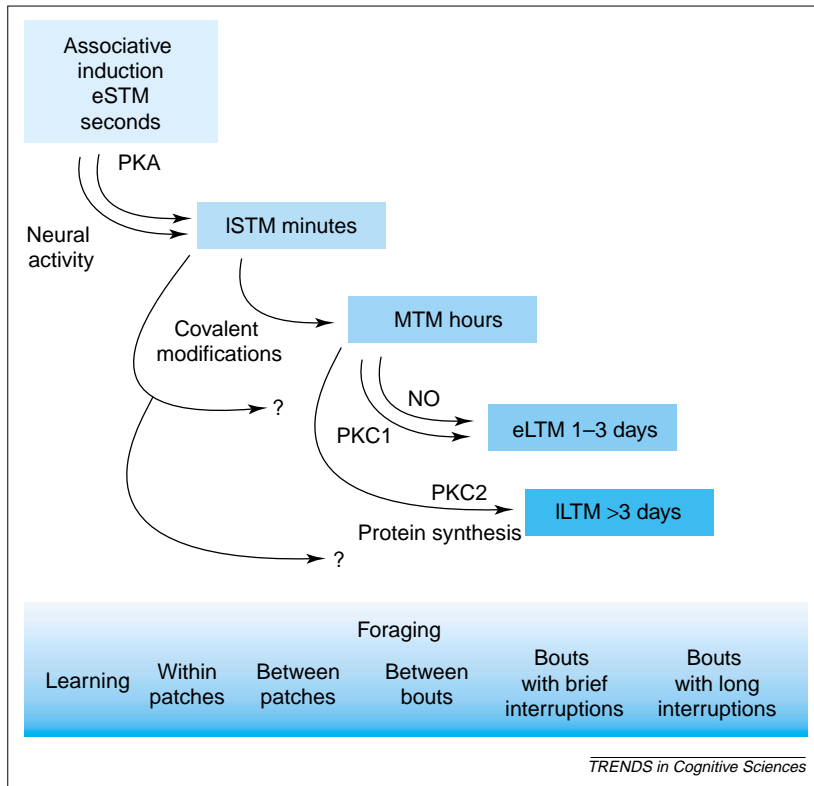 Associative
induction
eSTM
seconds
PKA
Neural
activity
lSTM minutes
Covalent
modifications
MTM hours
?
NO
PKC1
eLTM 1–3 days
PKC2
lLTM >3 days
Protein synthesis
?
Foraging
Learning
Within
patches
Between
patches
Between
bouts
Bouts
with brief
interruptions
Bouts
with long
interruptions
TRENDS in Cognitive Sciences